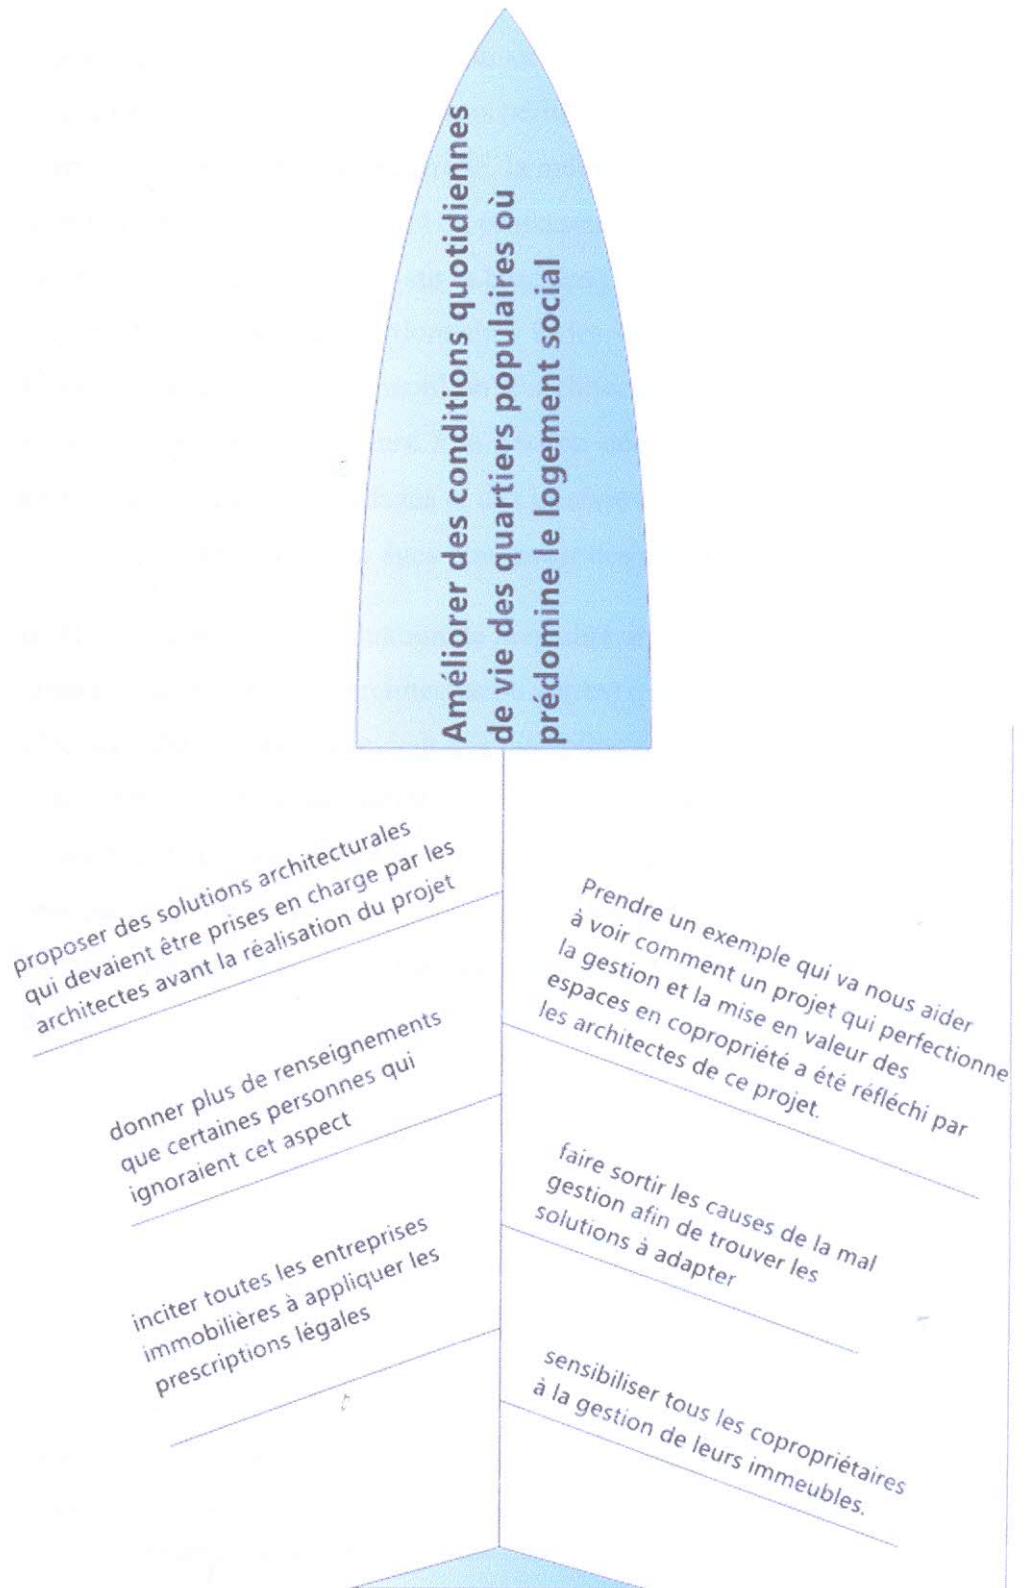 Améliorer des conditions quotidiennes
de vie des quartiers populaires où
prédomine le logement social
proposer des solutions architecturales
qui devaient être prises en charge par les
architectes avant la réalisation du projet
donner plus de renseignements
que certaines personnes qui
ignoraient cet aspect
inciter toutes les entreprises
immobilières à appliquer les
prescriptions légales
Prendre un exemple qui va nous aider
à voir comment un projet qui perfectionne
la gestion et la mise en valeur des
espaces en copropriété a été réfléchi par
les architectes de ce projet.
faire sortir les causes de la mal
gestion afin de trouver les
solutions à adapter
sensibiliser tous les copropriétaires
à la gestion de leurs immeubles.